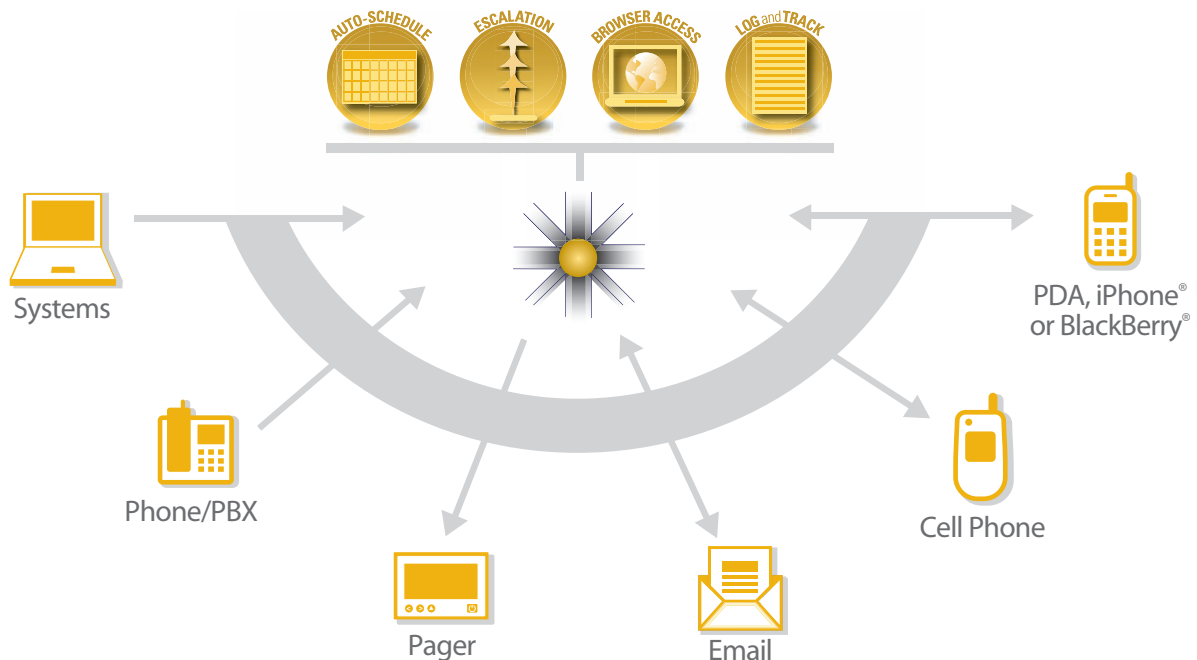 AUTO-SCHEDULE
ESCALATION
BROWSER ACCESS
LOG and TRACK
Systems
PDA, iPhone®
or BlackBerry®
Phone/PBX
Cell Phone
Pager
Email